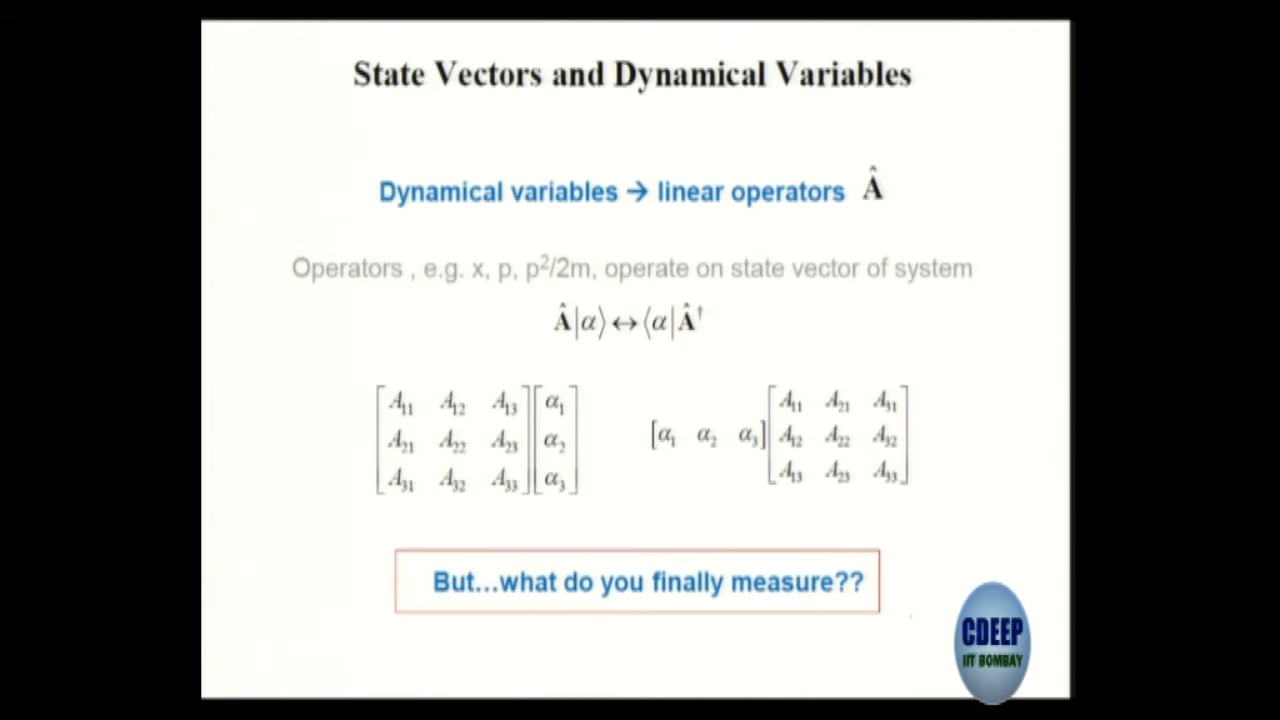 State Vectors and Dynamical Variables
Dynamical variables → linear operators Â
Operators , e.g. x, p, p²/2m, operate on state vector of system
Â|α⟩ ↔ ⟨α|Â†
[A₁₁ A₁₂ A₁₃] [α₁] [α₁ α₂ α₃] [A₁₁ A₂₁ A₃₁]
[A₂₁ A₂₂ A₂₃] [α₂] [A₁₂ A₂₂ A₃₂]
[A₃₁ A₃₂ A₃₃] [α₃] [A₁₃ A₂₃ A₃₃]
But...what do you finally measure??
CDEEP
IIT BOMBAY